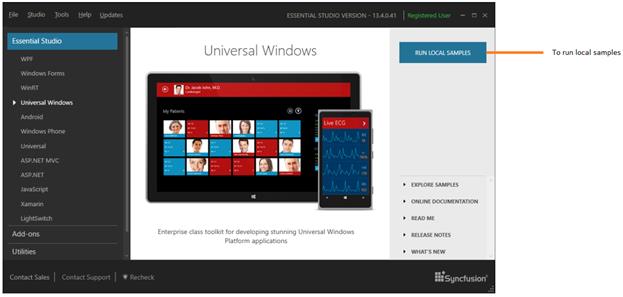 File Studio Tools Help Updates
ESSENTIAL STUDIO VERSION - 13.4.0.41 Registered User
Essential Studio
WPF
Windows Forms
WinRT
Universal Windows
Android
Windows Phone
Universal
ASP.NET MVC
ASP.NET
JavaScript
Xamarin
LightSwitch
Add-ons
Utilities
Universal Windows
Dr. Jacob John, M.D.
Cardiologist
My Patients
Live ECG
Enterprise class toolkit for developing stunning Universal Windows
Platform applications
RUN LOCAL SAMPLES
To run local samples
EXPLORE SAMPLES
ONLINE DOCUMENTATION
READ ME
RELEASE NOTES
WHAT'S NEW
Contact Sales Contact Support Recheck
Syncfusion